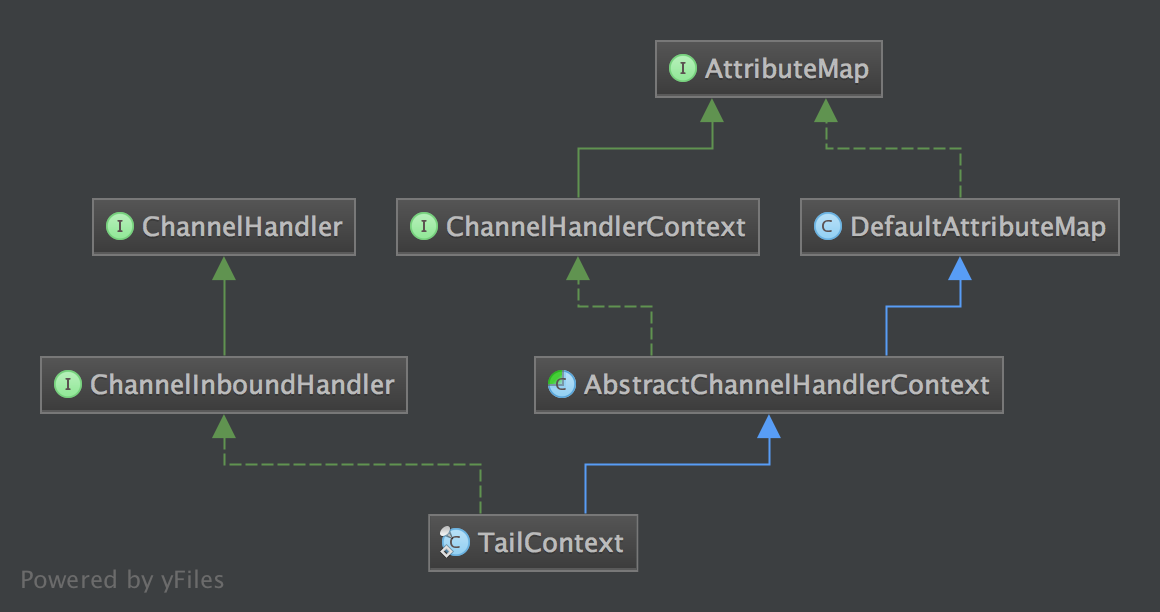 I AttributeMap
I ChannelHandler
I ChannelHandlerContext
C DefaultAttributeMap
I ChannelInboundHandler
C AbstractChannelHandlerContext
C TailContext
Powered by yFiles